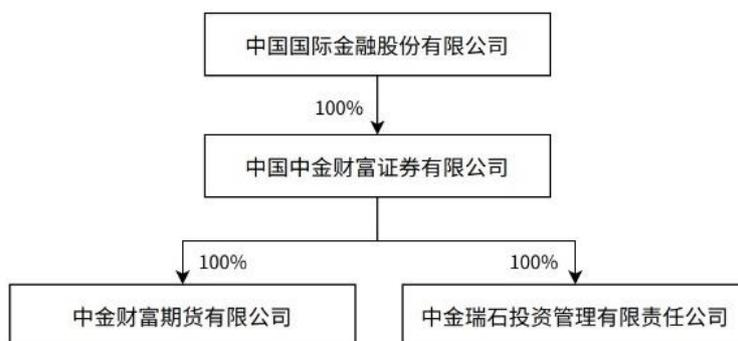 中国国际金融股份有限公司
100%
中国中金财富证券有限公司
100%
100%
中金财富期货有限公司
中金瑞石投资管理有限责任公司